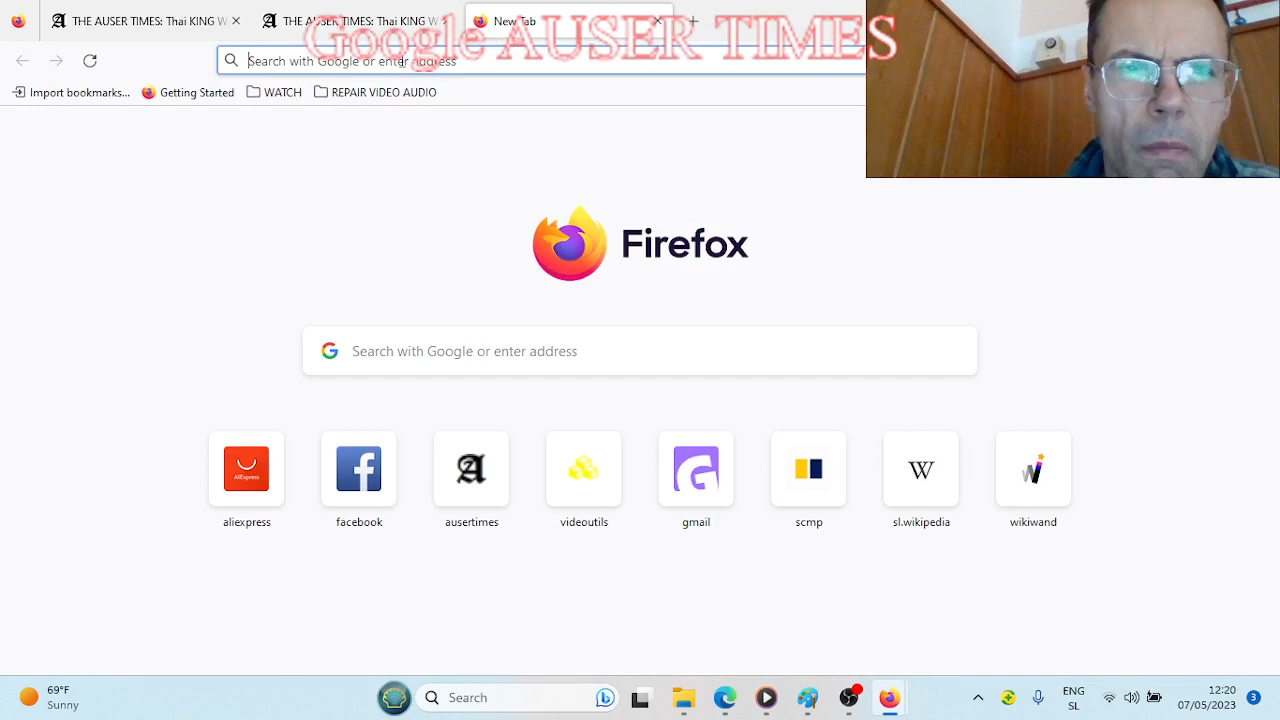 THE AUSER TIMES: Thai KING W
THE AUSER TIMES: Thai KING W
New Tab
Google AUSER TIMES
Search with Google or enter address
Import bookmarks...
Getting Started
WATCH
REPAIR VIDEO AUDIO
Firefox
Search with Google or enter address
AliExpress
aliexpress
facebook
ausertimes
videoutils
gmail
scmp
sl.wikipedia
wikiwand
69°F
Sunny
Search
ENG
SL
12:20
07/05/2023
3